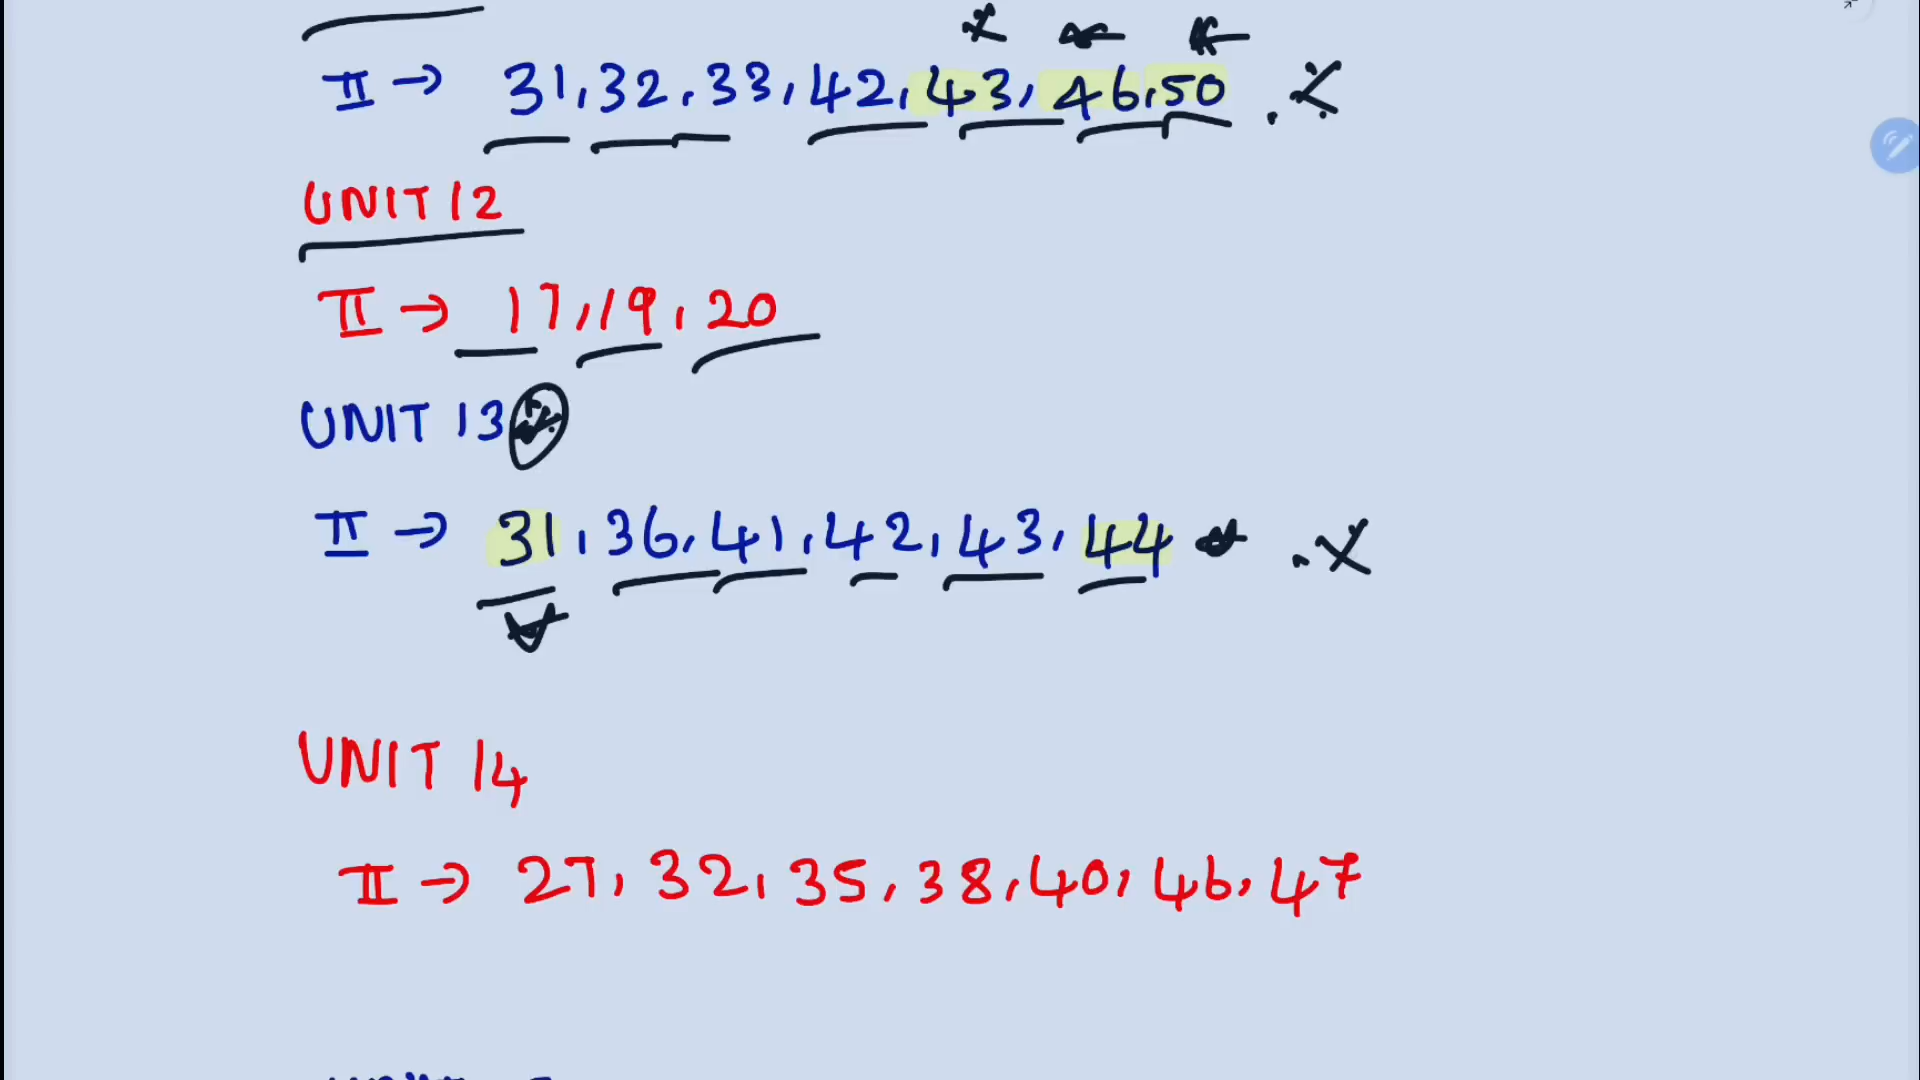 II → 31, 32, 33, 42, 43, 46, 50
UNIT 12
II → 17, 19, 20
UNIT 13
II → 31, 36, 41, 42, 43, 44
UNIT 14
II → 27, 32, 35, 38, 40, 46, 47